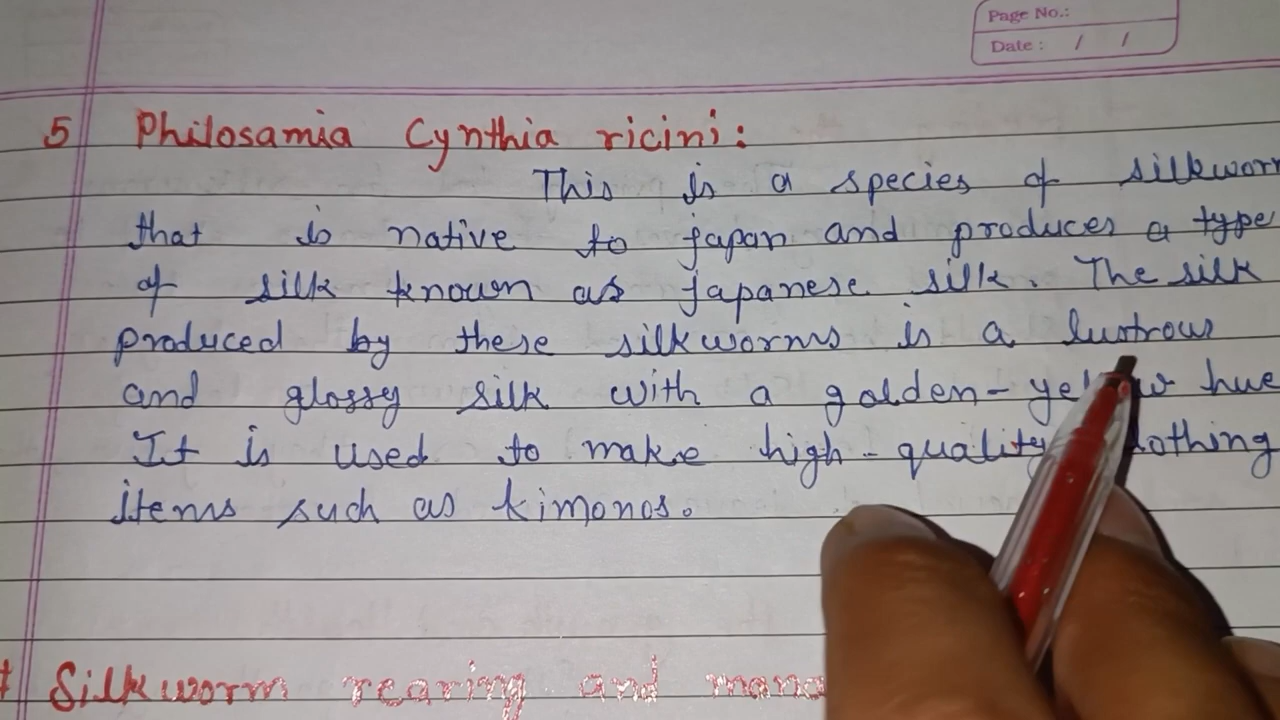 Page No.:
Date : / /
5 Philosamia Cynthia ricini:
This is a species of
that is native to japan and produces a type
of silk known as japanese silk. The silk
produced by these silkworms is a lustrous
and glossy silk with a golden- hue
It is used to make high-quality
items such as kimonos.
Silkworm rearing and